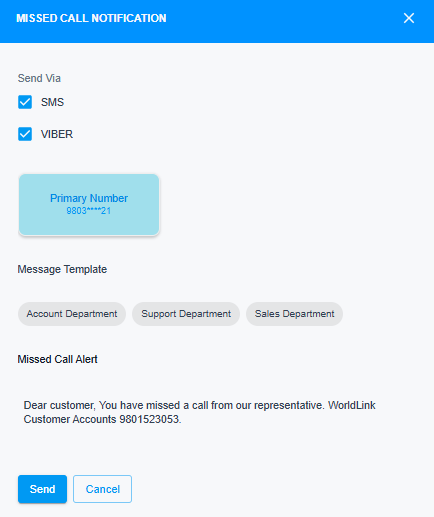 MISSED CALL NOTIFICATION
Send Via
SMS
VIBER
Primary Number
9803****21
Message Template
Account Department
Support Department
Sales Department
Missed Call Alert
Dear customer, You have missed a call from our representative. WorldLink
Customer Accounts 9801523053.
Send
Cancel